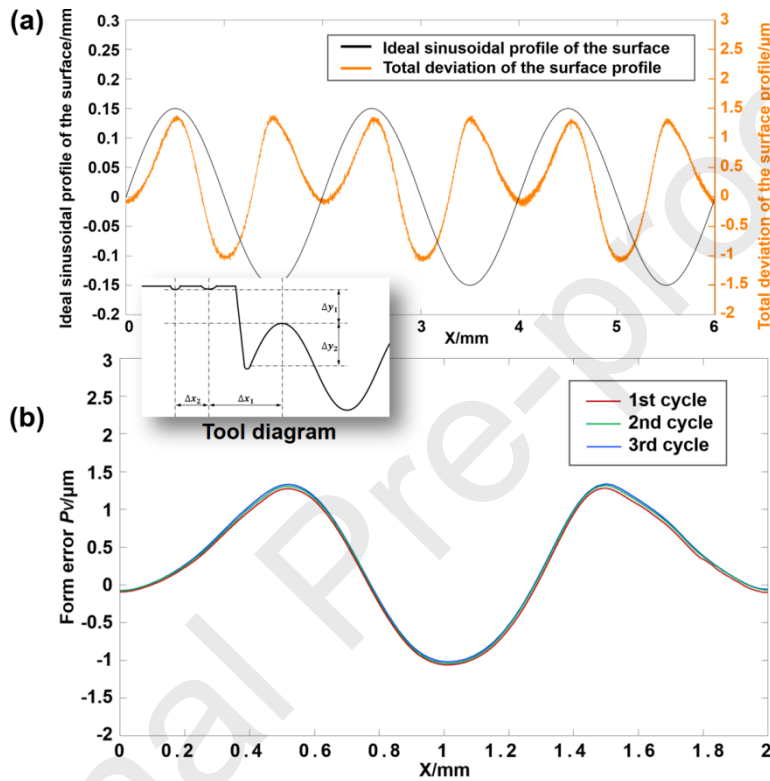 (a)
Ideal sinusoidal profile of the surface/mm
0.3
0.25
0.2
0.15
0.1
0.05
0
-0.05
-0.1
-0.15
-0.2
Ideal sinusoidal profile of the surface
Total deviation of the surface profile
3
2.5
2
1.5
1
0.5
0
-0.5
-1
-1.5
-2
Total deviation of the surface profile/μm
0
3
4
5
6
X/mm
Δy₁
Δy₂
Δx₂
Δx₁
Tool diagram
(b)
Form error PV/μm
3
2.5
2
1.5
1
0.5
0
-0.5
-1
-1.5
-2
1st cycle
2nd cycle
3rd cycle
0
0.2
0.4
0.6
0.8
1
1.2
1.4
1.6
1.8
2
X/mm
nal Pre-proo